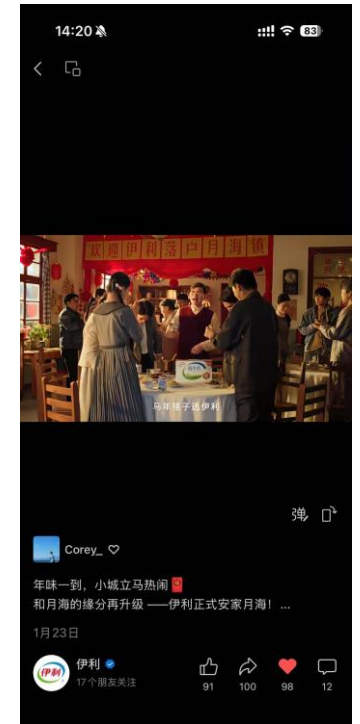 14:20
83
欢迎伊利落户月海镇
马年様子选伊利
弹
Corey_
年味一到，小城立马热闹
和月海的缘分再升级 ——伊利正式安家月海！...
1月23日
伊利
伊利
17个朋友关注
91
100
98
12